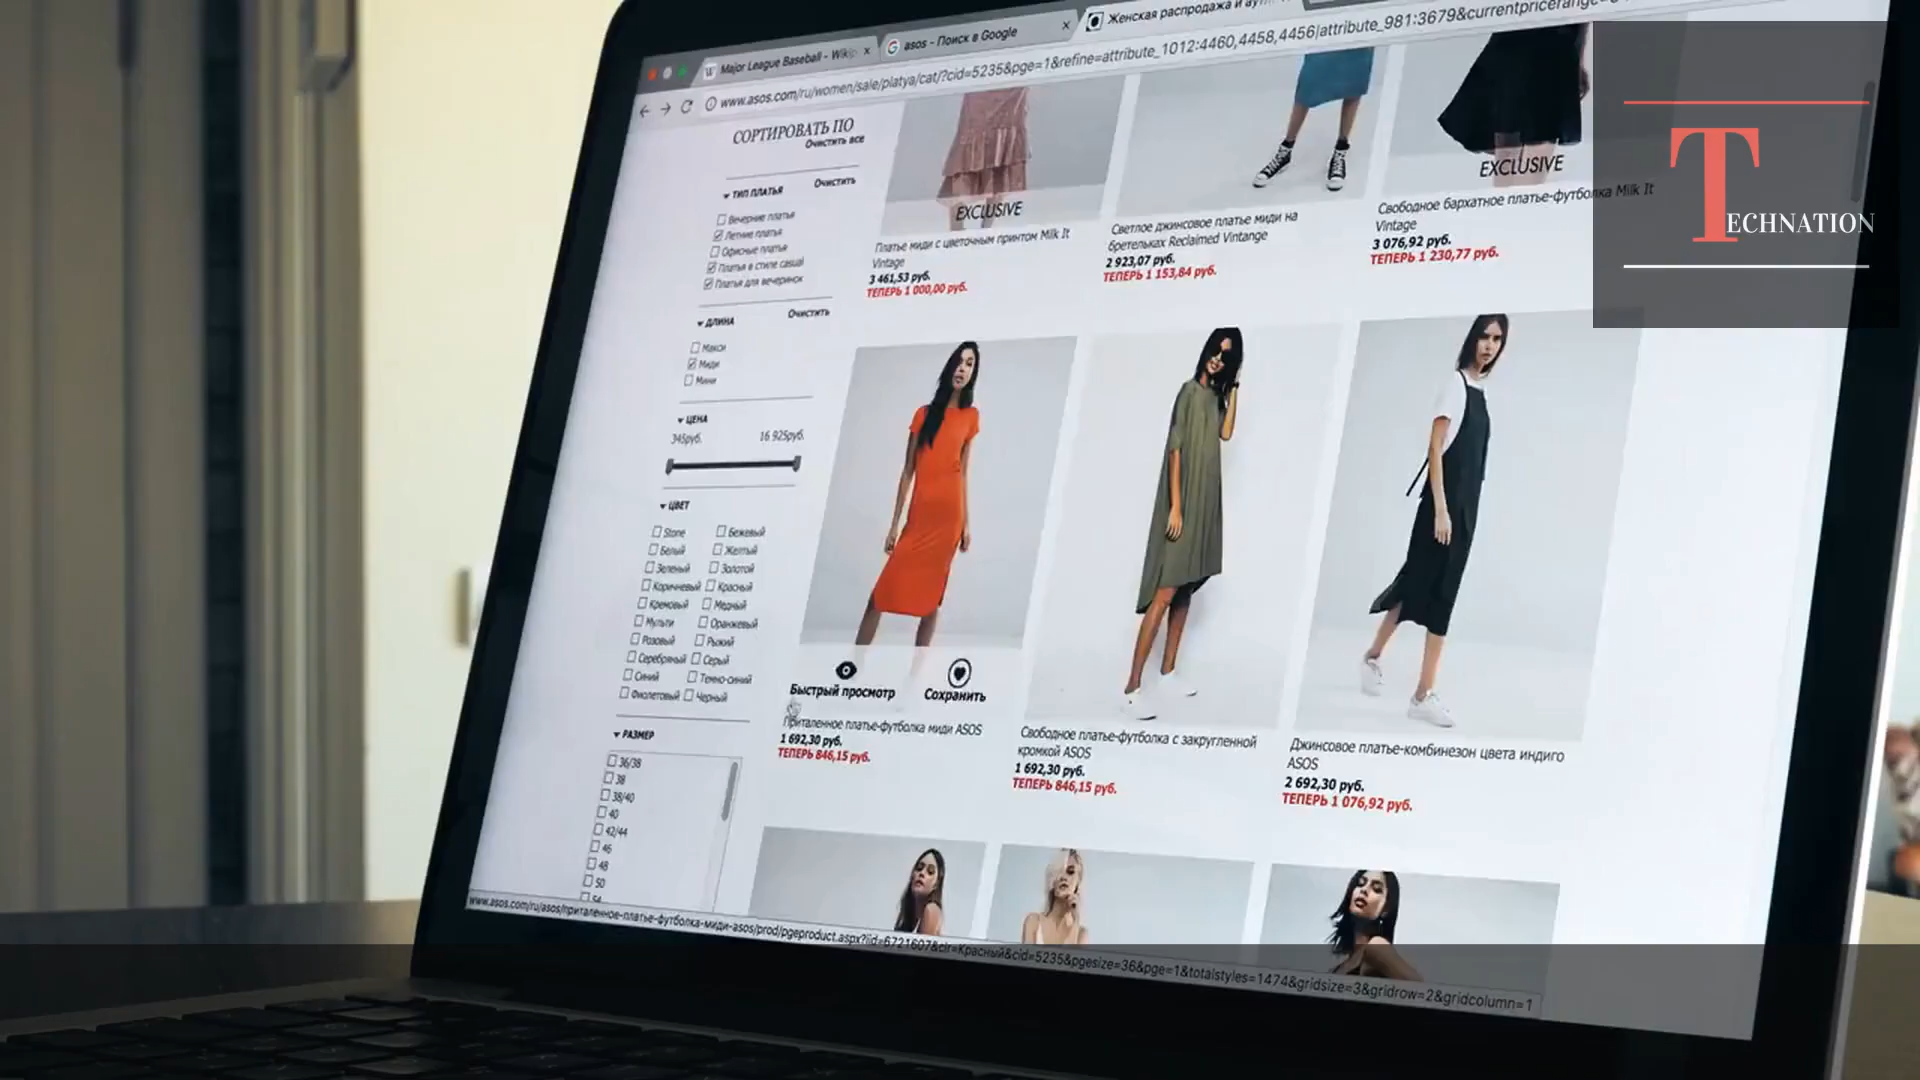 Major League Baseball - Wikip
asos - Поиск в Google
Женская распродажа и аут
www.asos.com/ru/women/sale/platya/cat/?cid=5235&pge=1&refine=attribute_1012:4460,4458,4456|attribute_981:3679&currentpricerange=
СОРТИРОВАТЬ ПО
Очистить все
ТИП ПЛАТЬЯ
Очистить
Вечерние платья
Летние платья
Офисные платья
Платья в стиле casual
Платья для вечеринок
ДЛИНА
Очистить
Макси
Миди
Мини
ЦЕНА
345руб.
16 925руб.
ЦВЕТ
Stone
Бежевый
Белый
Желтый
Зеленый
Золотой
Коричневый
Красный
Кремовый
Медный
Мульти
Оранжевый
Розовый
Рыжий
Серебряный
Серый
Синий
Темно-синий
Фиолетовый
Черный
РАЗМЕР
36/38
38
38/40
40
42/44
46
48
50
54
EXCLUSIVE
Платье миди с цветочным принтом Milk It
Vintage
3 461,53 руб.
ТЕПЕРЬ 1 000,00 руб.
Светлое джинсовое платье миди на
бретельках Reclaimed Vintange
2 923,07 руб.
ТЕПЕРЬ 1 153,84 руб.
EXCLUSIVE
Свободное бархатное платье-футболка Milk It
Vintage
3 076,92 руб.
ТЕПЕРЬ 1 230,77 руб.
Быстрый просмотр
Сохранить
Приталенное платье-футболка миди ASOS
1 692,30 руб.
ТЕПЕРЬ 846,15 руб.
Свободное платье-футболка с закругленной
кромкой ASOS
1 692,30 руб.
ТЕПЕРЬ 846,15 руб.
Джинсовое платье-комбинезон цвета индиго
ASOS
2 692,30 руб.
ТЕПЕРЬ 1 076,92 руб.
www.asos.com/ru/asos/приталенное-платье-футболка-миди-asos/prod/pgeproduct.aspx?iid=6721607&clr=Красный&cid=5235&pgesize=36&pge=1&totalstyles=1474&gridsize=3&gridrow=2&gridcolumn=1
TECHNATION